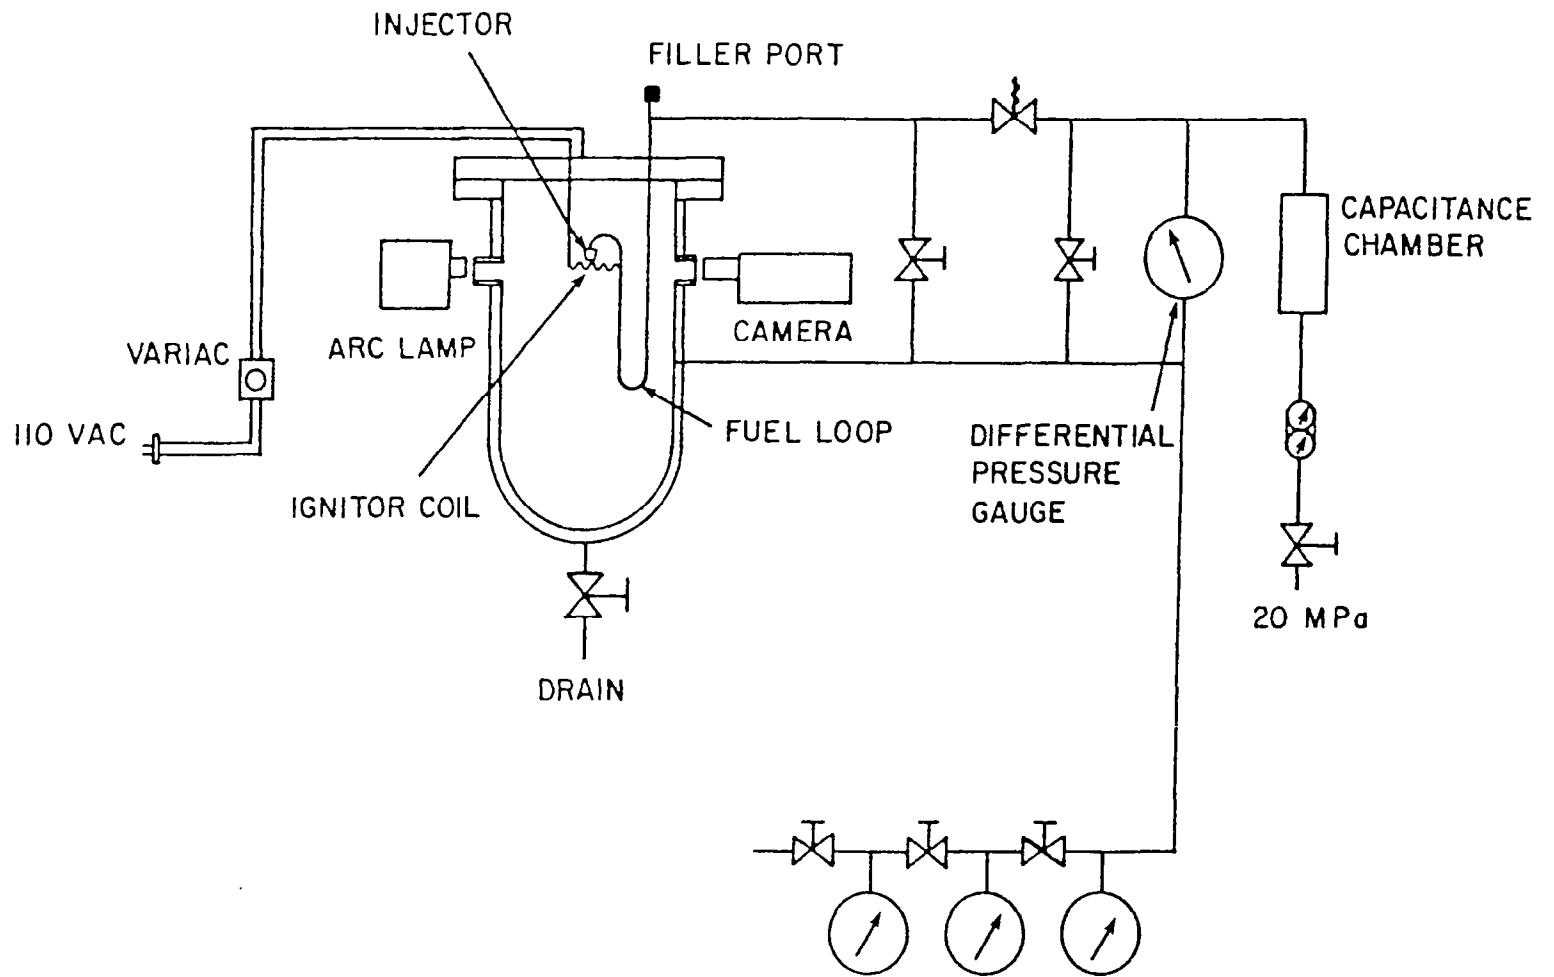 INJECTOR
FILLER PORT
CAPACITANCE
CHAMBER
CAMERA
ARC LAMP
VARIAC
110 VAC
FUEL LOOP
DIFFERENTIAL
PRESSURE
GAUGE
IGNITOR COIL
20 MPa
DRAIN